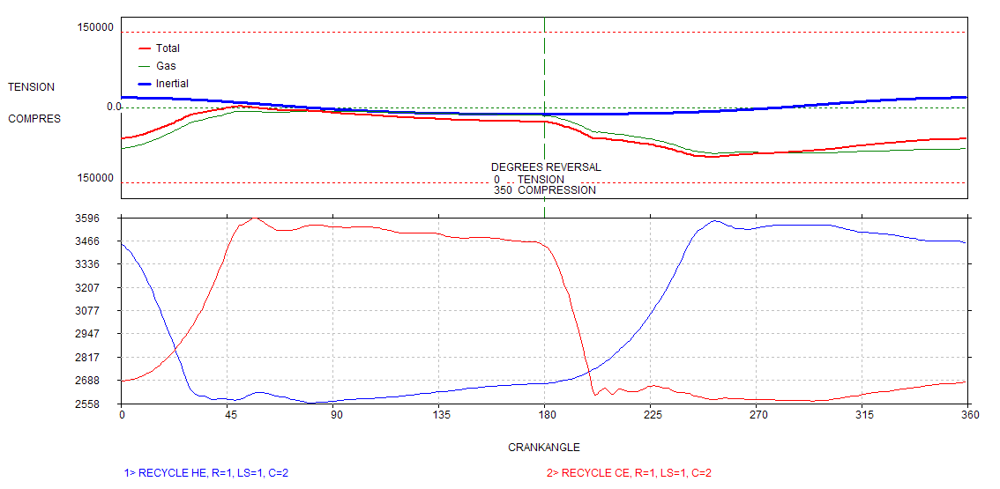 150000
Total
Gas
Inertial
TENSION
0.0
COMPRES
150000
DEGREES REVERSAL
0 TENSION
350 COMPRESSION
3596
3466
3336
3207
3077
2947
2817
2688
2558
0 45 90 135 180 225 270 315 360
CRANKANGLE
1> RECYCLE HE, R=1, LS=1, C=2 2> RECYCLE CE, R=1, LS=1, C=2